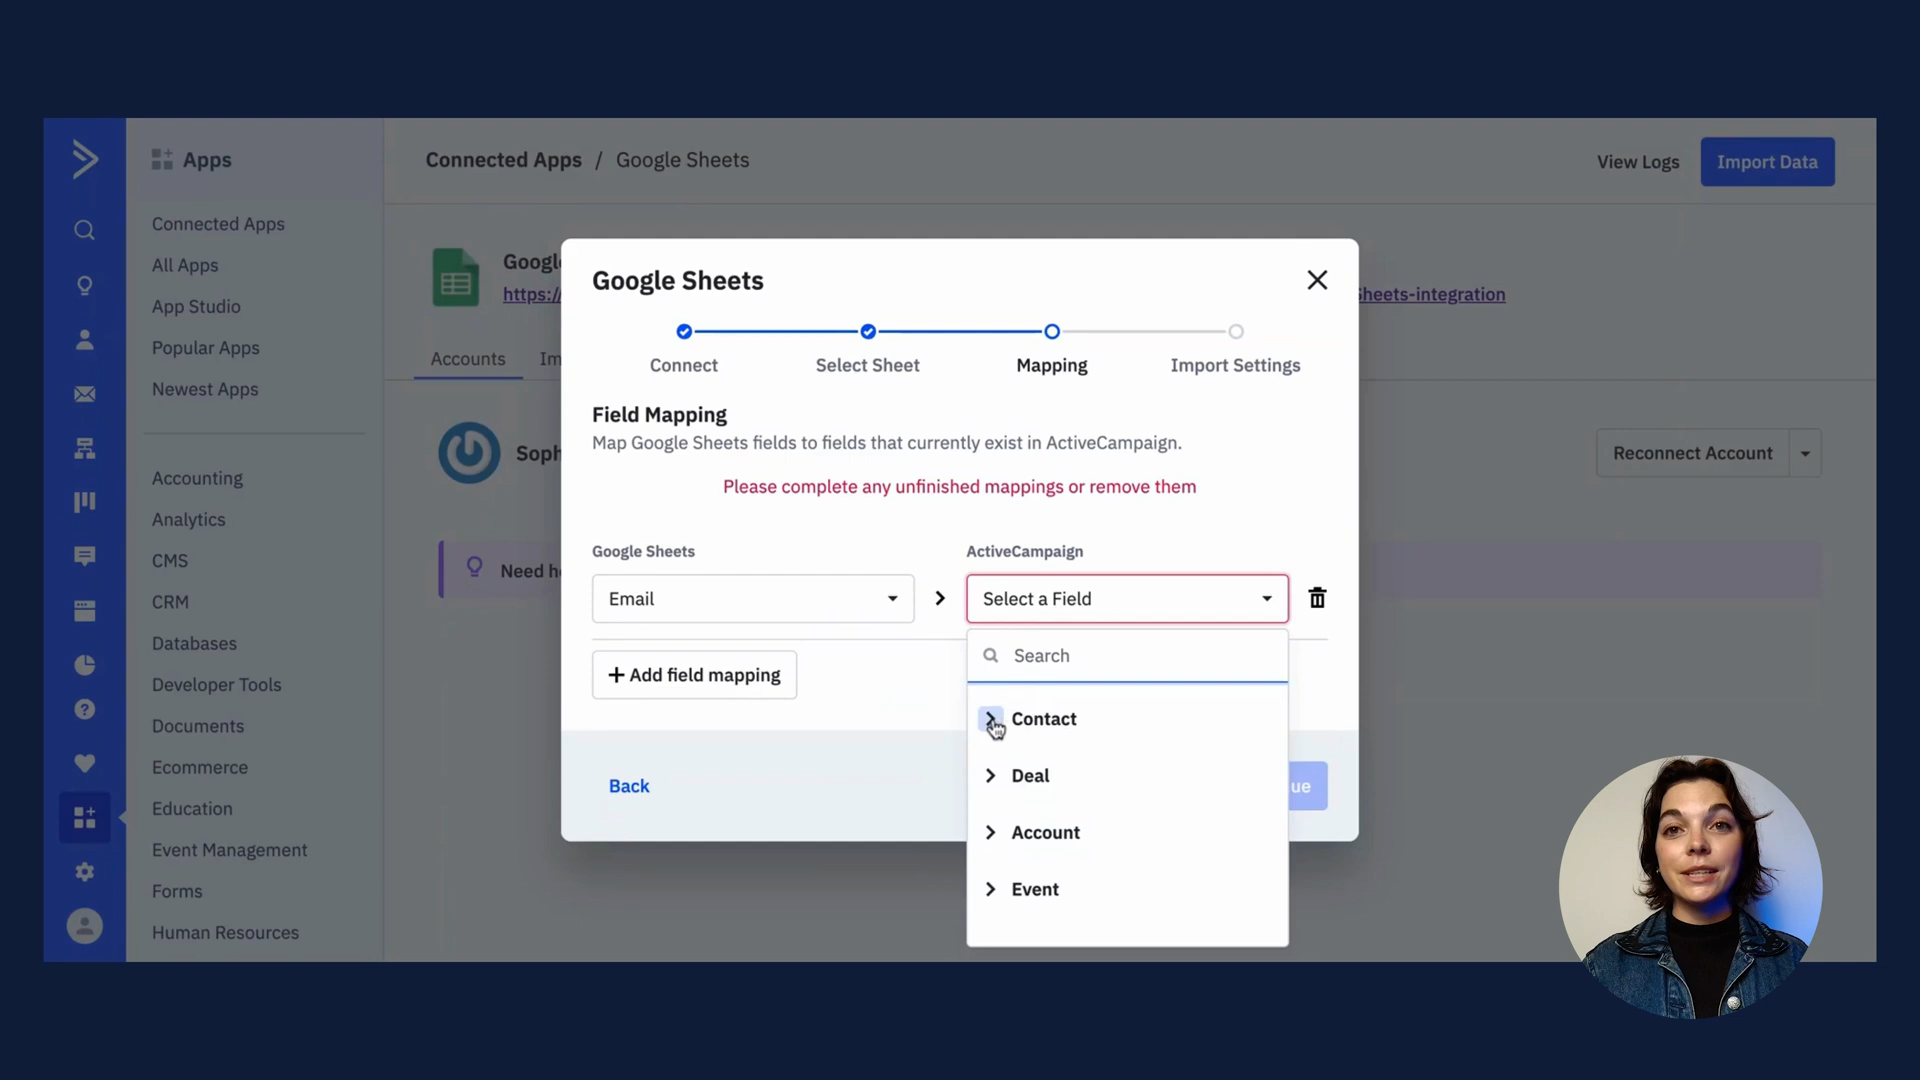 Apps
Connected Apps / Google Sheets
View Logs
Import Data
Connected Apps
All Apps
App Studio
Popular Apps
Newest Apps
Accounting
Analytics
CMS
CRM
Databases
Developer Tools
Documents
Ecommerce
Education
Event Management
Forms
Human Resources
https://
Sheets-integration
Accounts
Reconnect Account
Need
Google Sheets
Connect
Select Sheet
Mapping
Import Settings
Field Mapping
Map Google Sheets fields to fields that currently exist in ActiveCampaign.
Please complete any unfinished mappings or remove them
Google Sheets
ActiveCampaign
Email
Select a Field
Search
+ Add field mapping
Contact
Deal
Account
Event
Back
ue